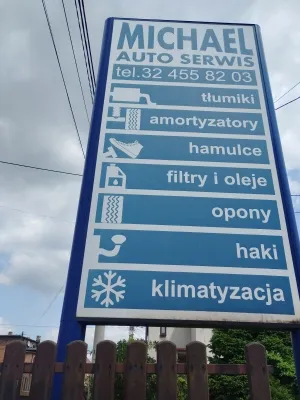 MICHAEL
AUTO SERWIS
tel. 32 455 82 03
tłumiki
amortyzatory
hamulce
filtry i oleje
opony
haki
klimatyzacja